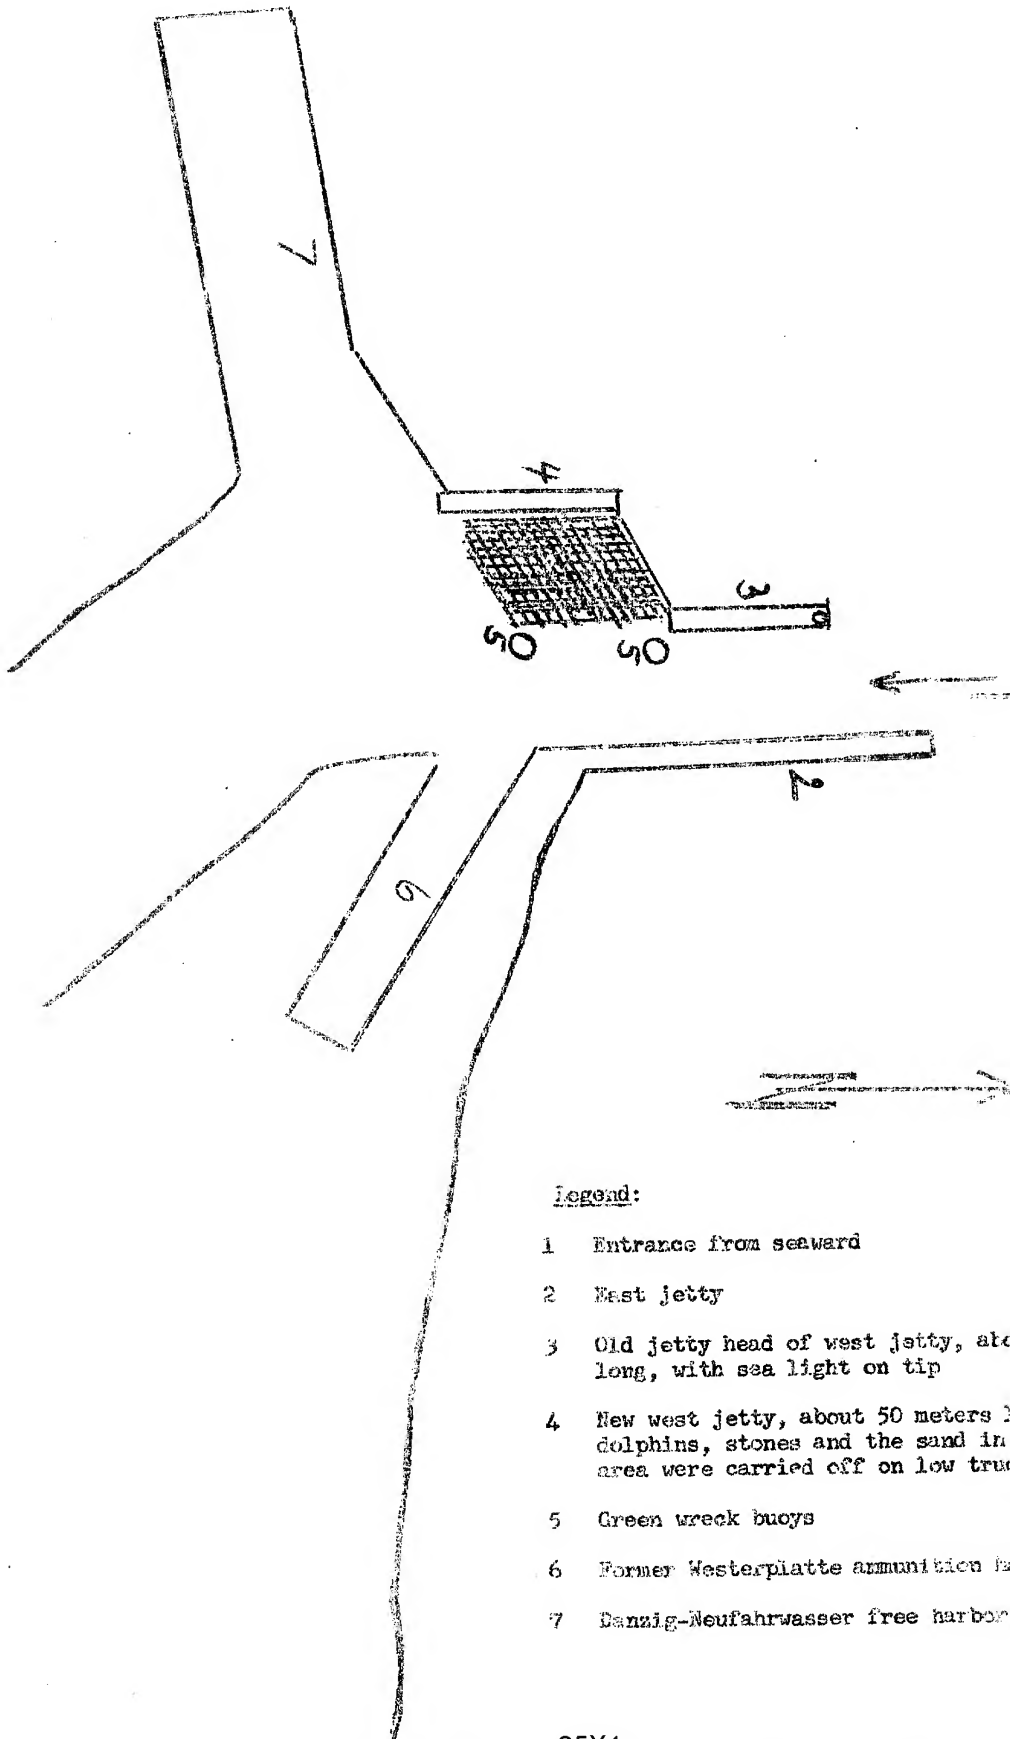 7
4
3
5
5
2
6
N
Legend:
1 Entrance from seaward
2 East jetty
3 Old jetty head of west jetty,
long, with sea light on tip
4 New west jetty, about 50 meters
dolphins, stones and the sand in
area were carried off on low
5 Green wreck buoys
6 Former Westerplatte ammunition
7 Danzig-Neufahrwasser free harbor